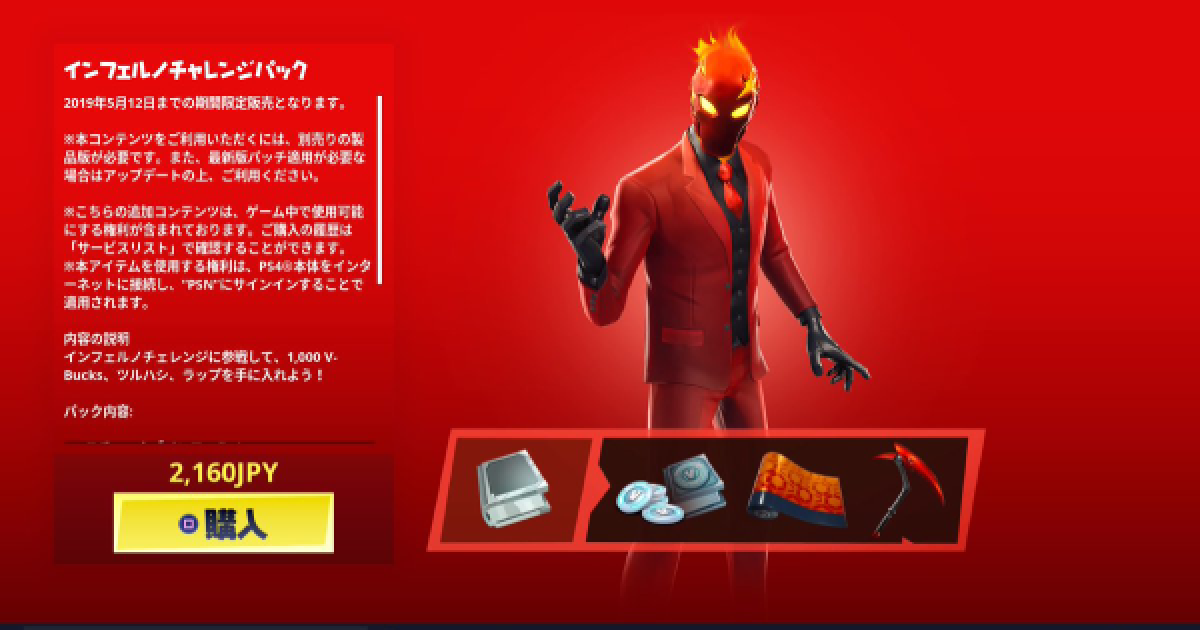 インフェルノチャレンジパック
2019年5月12日までの期間限定販売となります。
※本コンテンツをご利用いただくには、別売りの製
品版が必要です。また、最新版パッチ適用が必要な
場合はアップデートの上、ご利用ください。
※こちらの追加コンテンツは、ゲーム中で使用可能
にする権利が含まれております。ご購入の履歴は
「サービスリスト」で確認することができます。
※本アイテムを使用する権利は、PS4®本体をインタ
ーネットに接続し、"PSN"にサインインすることで
適用されます。
内容の説明
インフェルノチェレンジに参戦して、1,000 V-
Bucks、ツルハシ、ラップを手に入れよう！
パック内容:
2,160JPY
購入